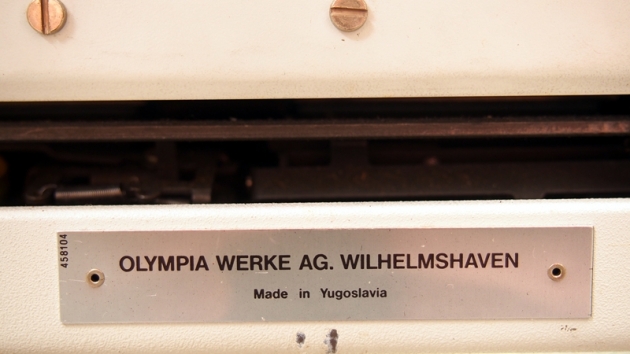 458104
OLYMPIA WERKE AG. WILHELMSHAVEN
Made in Yugoslavia